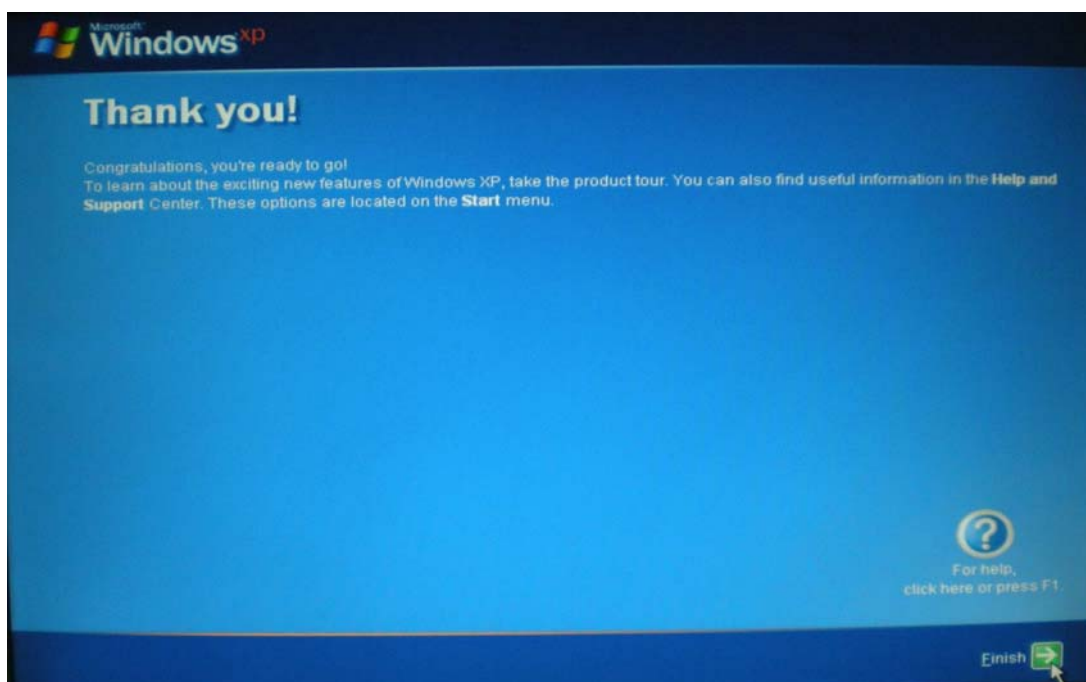 Microsoft
Windows xp
Thank you!
Congratulations, you're ready to go!
To learn about the exciting new features of Windows XP, take the product tour. You can also find useful information in the Help and
Support Center. These options are located on the Start menu.
For help,
click here or press F1.
Finish